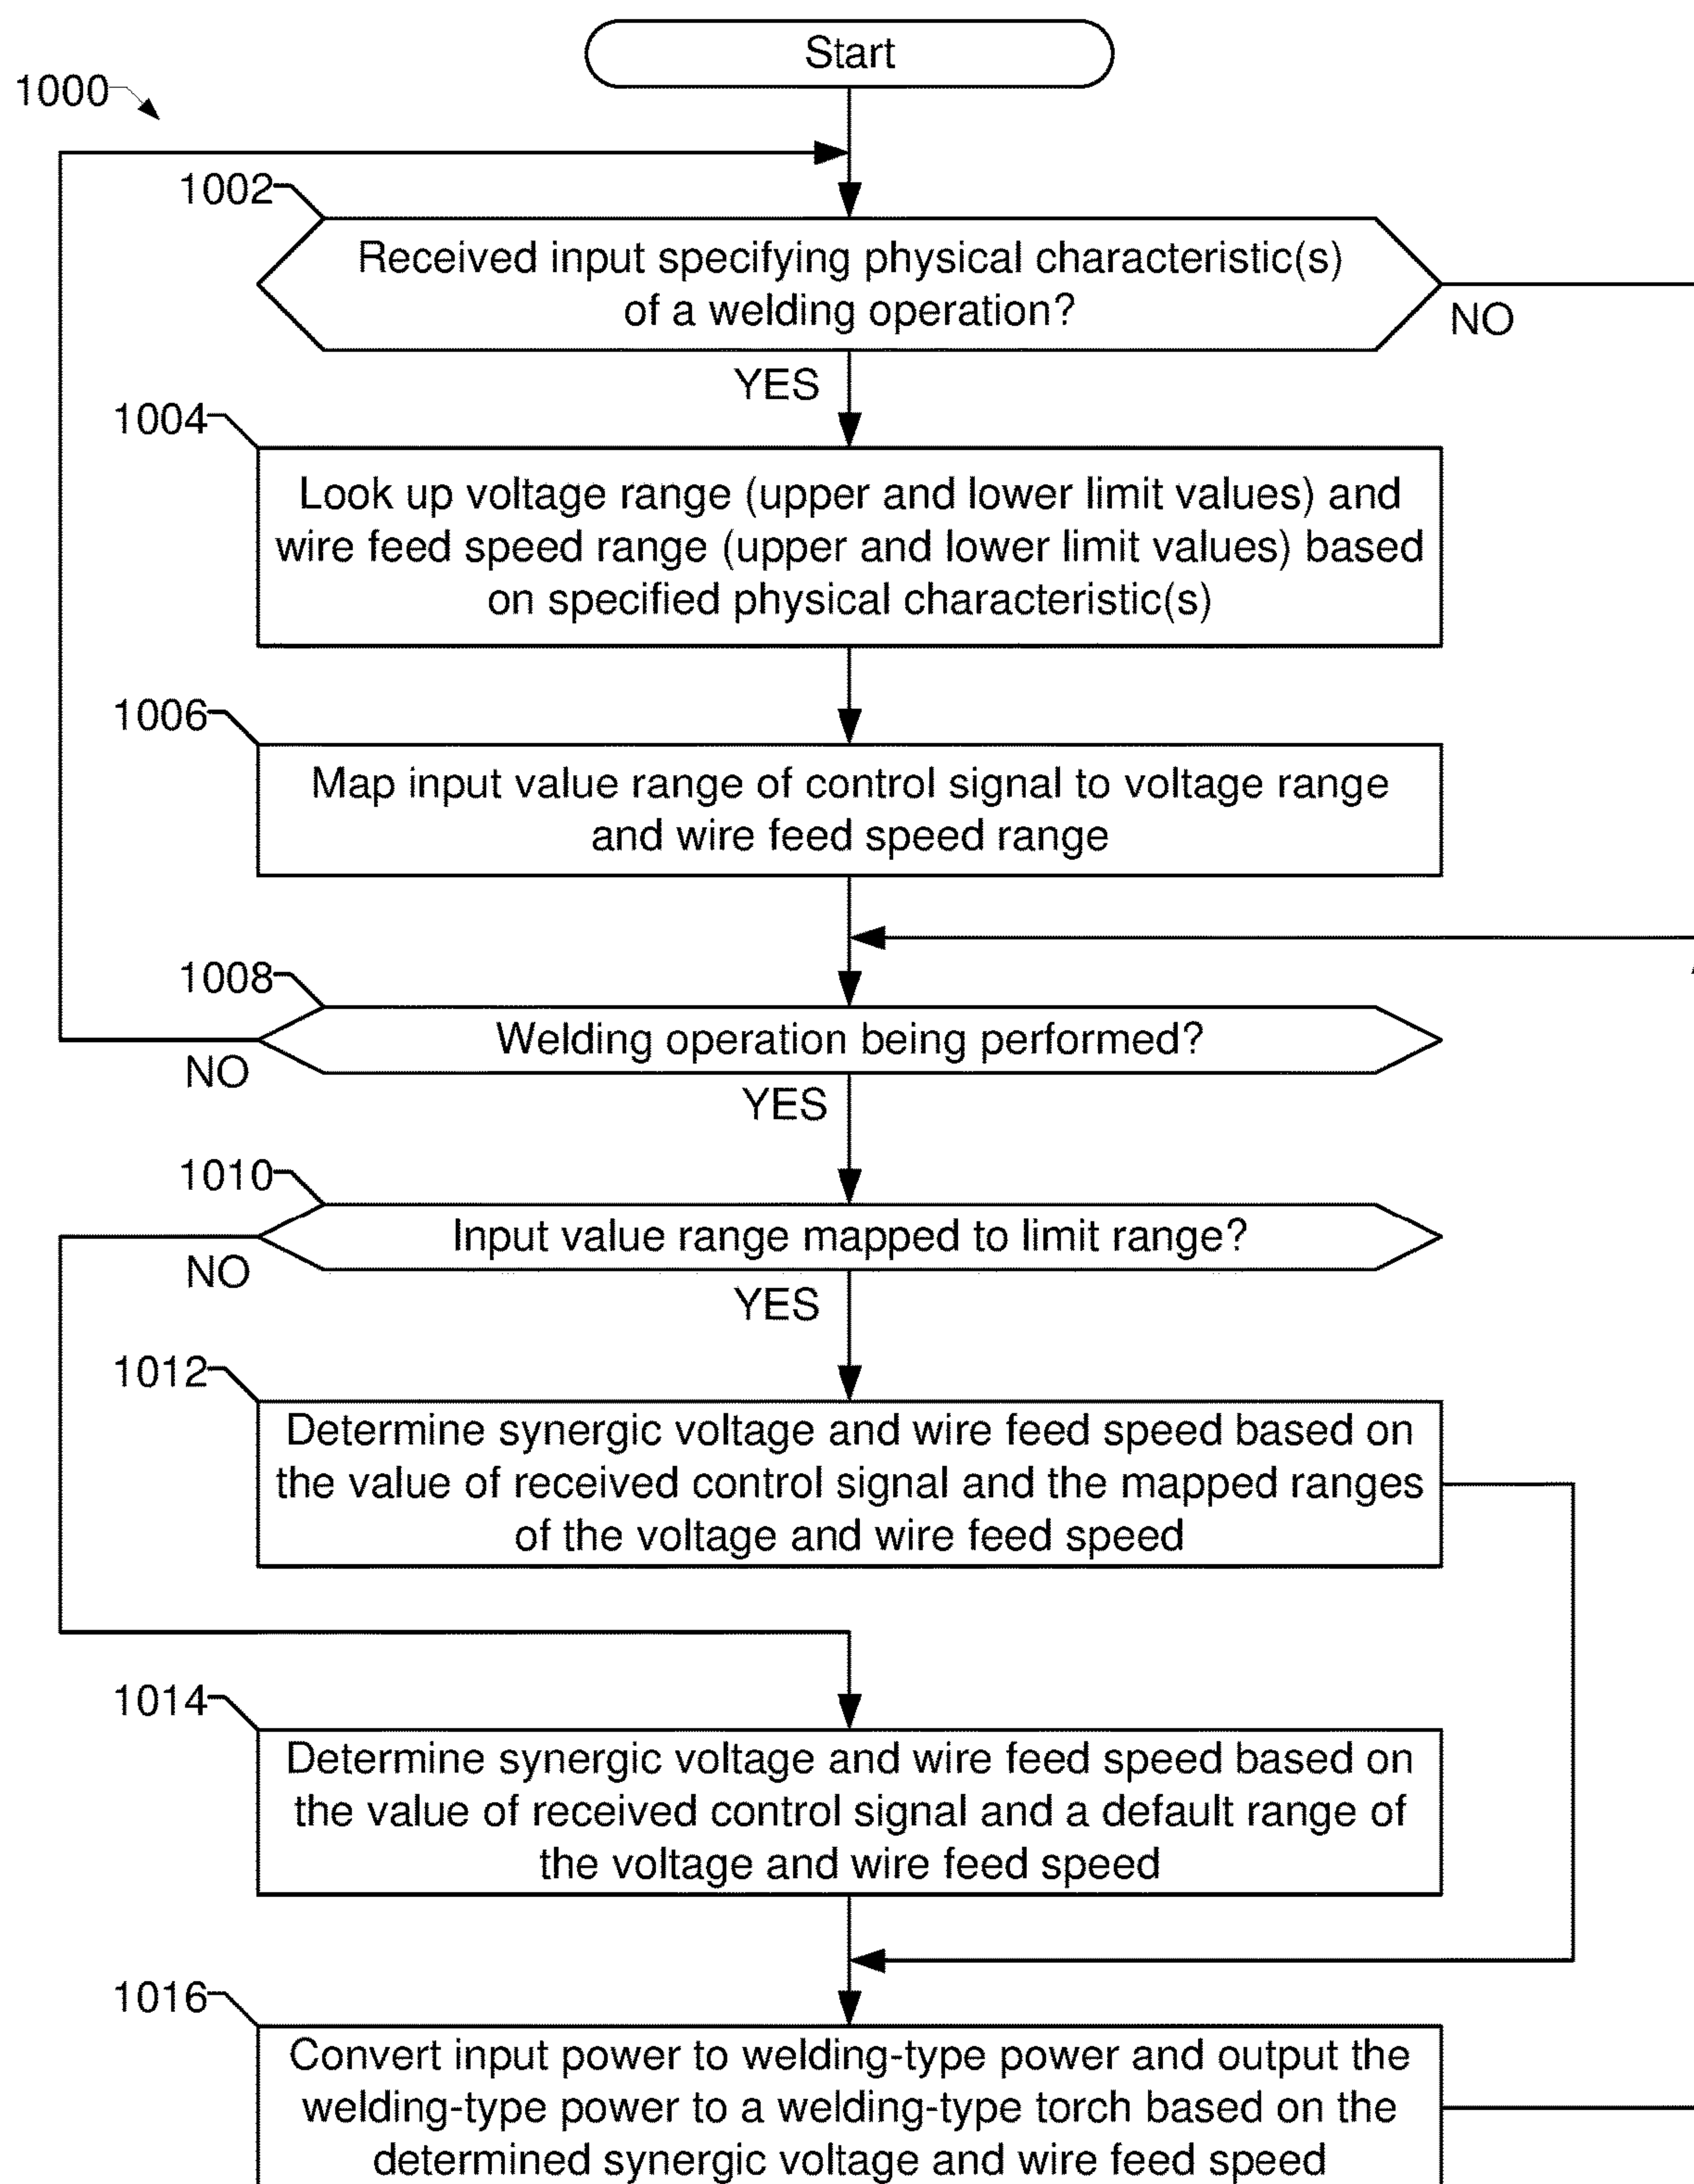 Start
1000
1002
Received input specifying physical characteristic(s)
of a welding operation?
NO
YES
1004
Look up voltage range (upper and lower limit values) and
wire feed speed range (upper and lower limit values) based
on specified physical characteristic(s)
1006
Map input value range of control signal to voltage range
and wire feed speed range
1008
Welding operation being performed?
NO
YES
1010
Input value range mapped to limit range?
NO
YES
1012
Determine synergic voltage and wire feed speed based on
the value of received control signal and the mapped ranges
of the voltage and wire feed speed
1014
Determine synergic voltage and wire feed speed based on
the value of received control signal and a default range of
the voltage and wire feed speed
1016
Convert input power to welding-type power and output the
welding-type power to a welding-type torch based on the
determined synergic voltage and wire feed speed